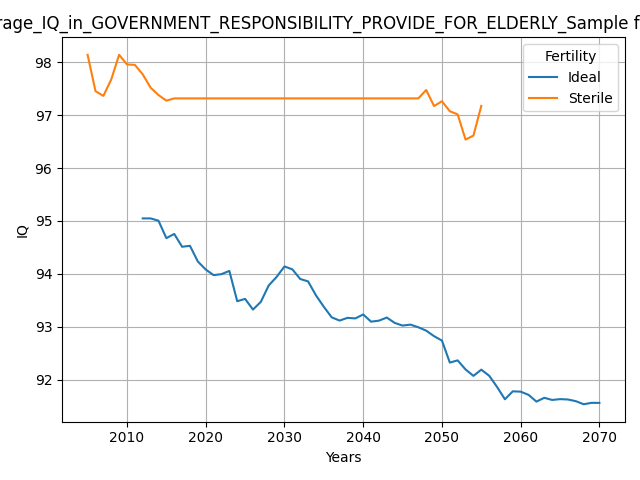 rage_IQ_in_GOVERNMENT_RESPONSIBILITY_PROVIDE_FOR_ELDERLY_Sample f
Fertility
Ideal
Sterile
98
97
96
95
94
93
92
IQ
2010 2020 2030 2040 2050 2060 2070
Years